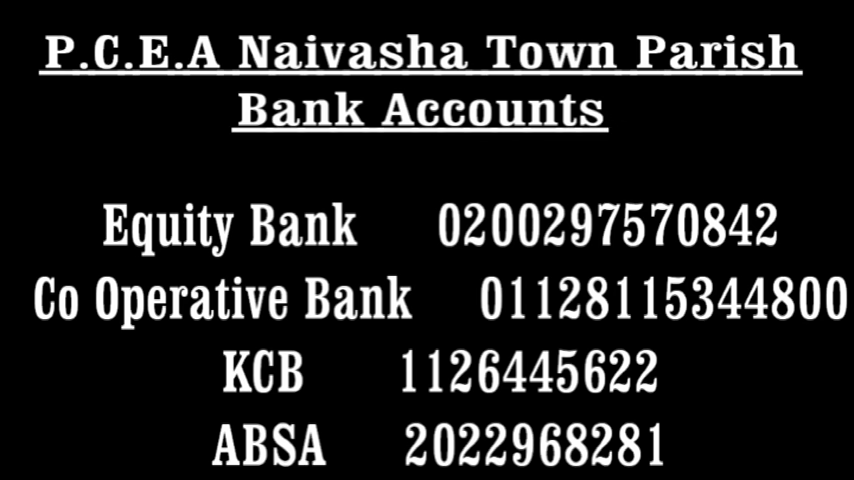 P.C.E.A Naivasha Town Parish
Bank Accounts
Equity Bank 0200297570842
Co Operative Bank 01128115344800
KCB 1126445622
ABSA 2022968281